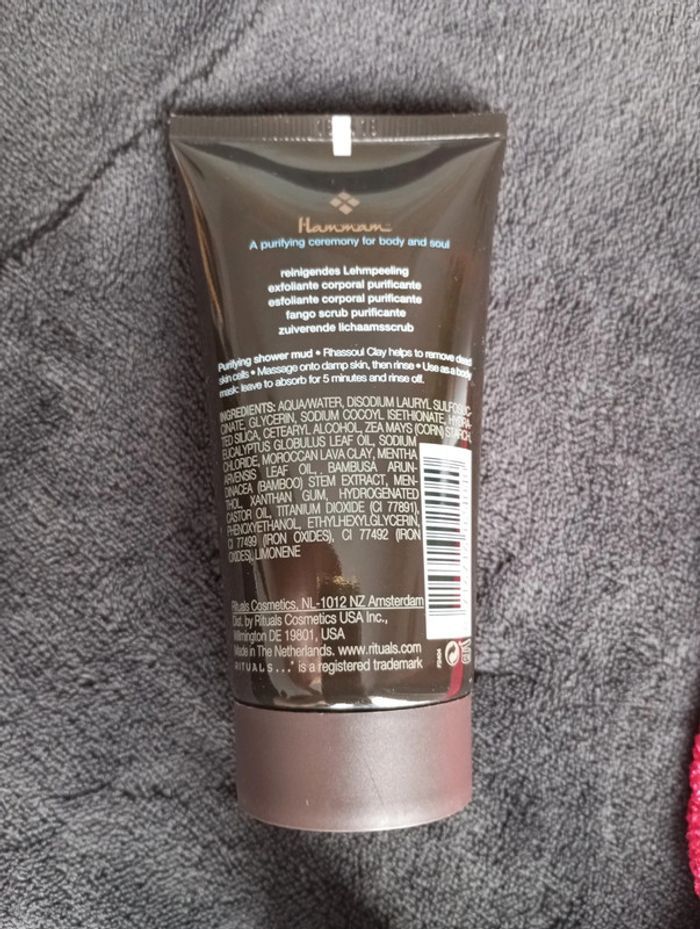 Hammam™
A purifying ceremony for body and soul
reinigendes Lehmpeeling
exfoliante corporal purificante
esfoliante corporal purificante
fango scrub purificante
zuiverende lichaamsscrub
Purifying shower mud • Rhassoul Clay helps to remove dead
skin cells • Massage onto damp skin, then rinse • Use as a body
mask: leave to absorb for 5 minutes and rinse off.
INGREDIENTS: AQUA/WATER, DISODIUM LAURYL SULFOSUC-
CINATE, GLYCERIN, SODIUM COCOYL ISETHIONATE, HYDRA-
TED SILICA, CETEARYL ALCOHOL, ZEA MAYS (CORN) STARCH,
EUCALYPTUS GLOBULUS LEAF OIL, SODIUM
CHLORIDE, MOROCCAN LAVA CLAY, MENTHA
ARVENSIS LEAF OIL, BAMBUSA ARUN-
DINACEA (BAMBOO) STEM EXTRACT, MEN-
THOL, XANTHAN GUM, HYDROGENATED
CASTOR OIL, TITANIUM DIOXIDE (CI 77891),
PHENOXYETHANOL, ETHYLHEXYLGLYCERIN,
CI 77499 (IRON OXIDES), CI 77492 (IRON
OXIDES), LIMONENE
Rituals Cosmetics, NL-1012 NZ Amsterdam
Dist. by Rituals Cosmetics USA Inc.,
Wilmington DE 19801, USA
Made in The Netherlands. www.rituals.com
RITUALS...® is a registered trademark